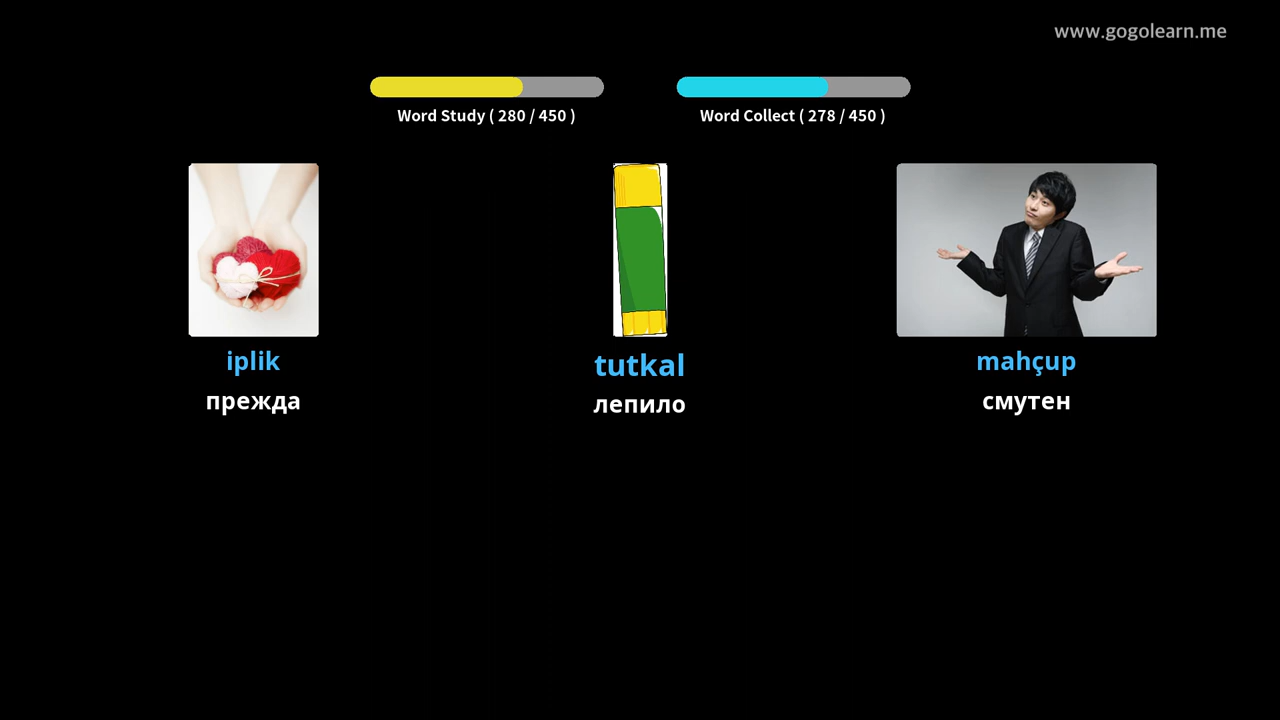 www.gogolearn.me
Word Study ( 280 / 450 )
Word Collect ( 278 / 450 )
iplik
прежда
tutkal
лепило
mahçup
смутен